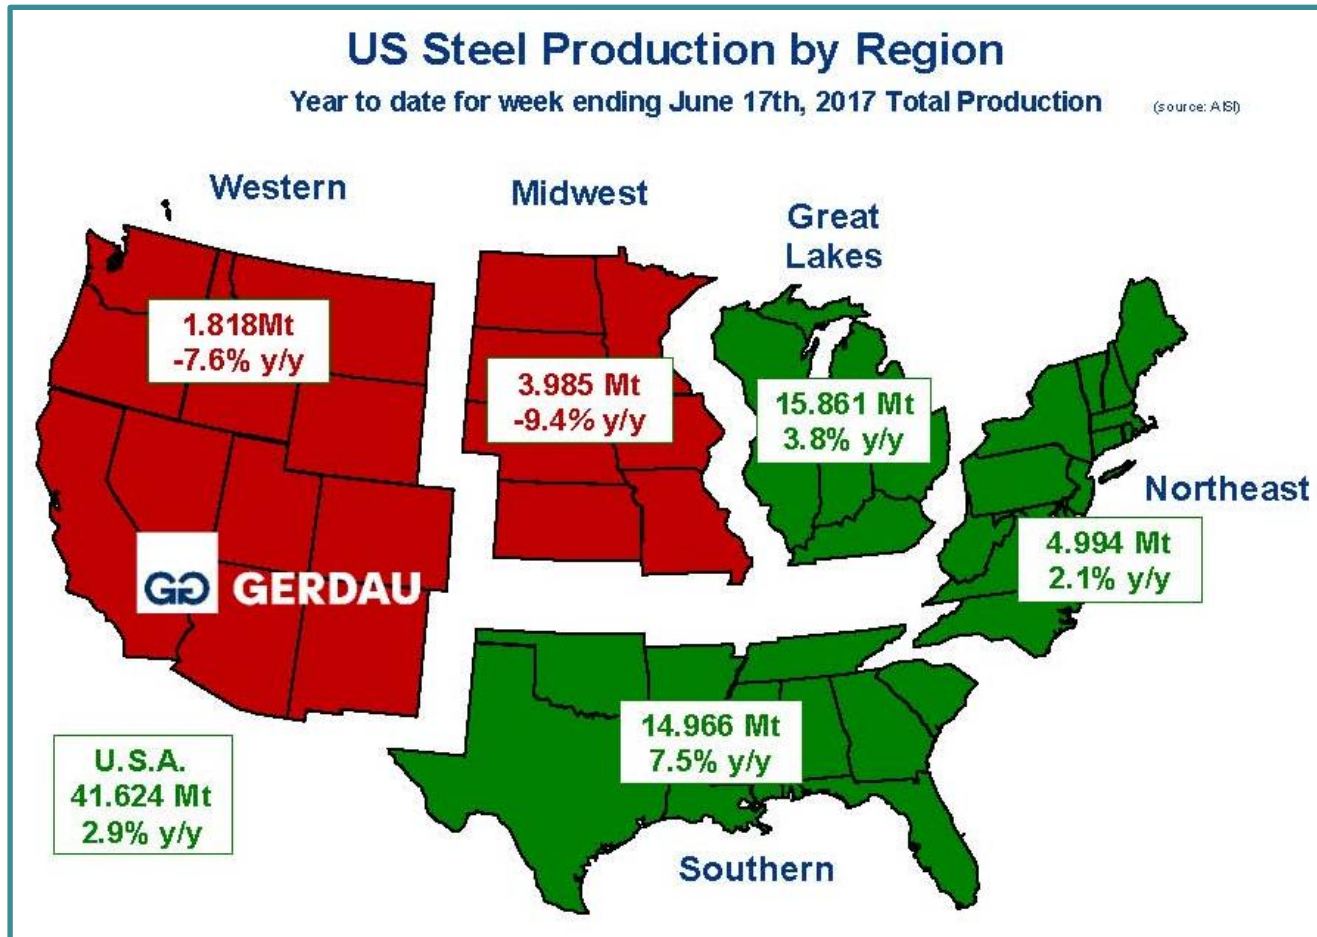 US Steel Production by Region
Year to date for week ending June 17th, 2017 Total Production
(source: AISI)
Western
Midwest
Great
Lakes
Northeast
1.818Mt
-7.6% y/y
3.985 Mt
-9.4% y/y
15.861 Mt
3.8% y/y
4.994 Mt
2.1% y/y
GERDAU
14.966 Mt
7.5% y/y
U.S.A.
41.624 Mt
2.9% y/y
Southern